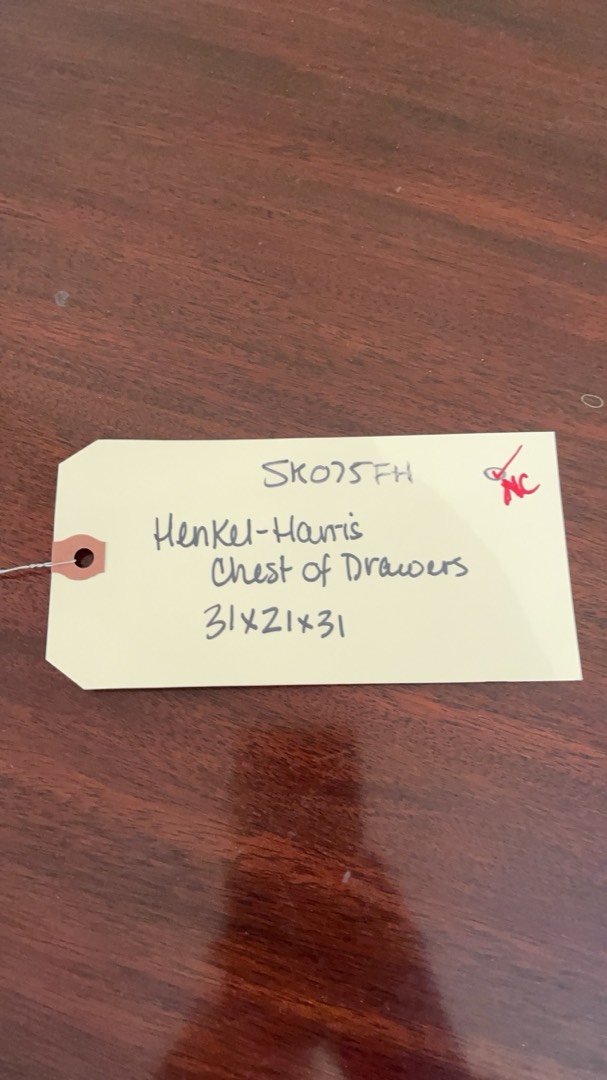 SK075FH
NC
Henkel-Harris
Chest of Drawers
31x21x31